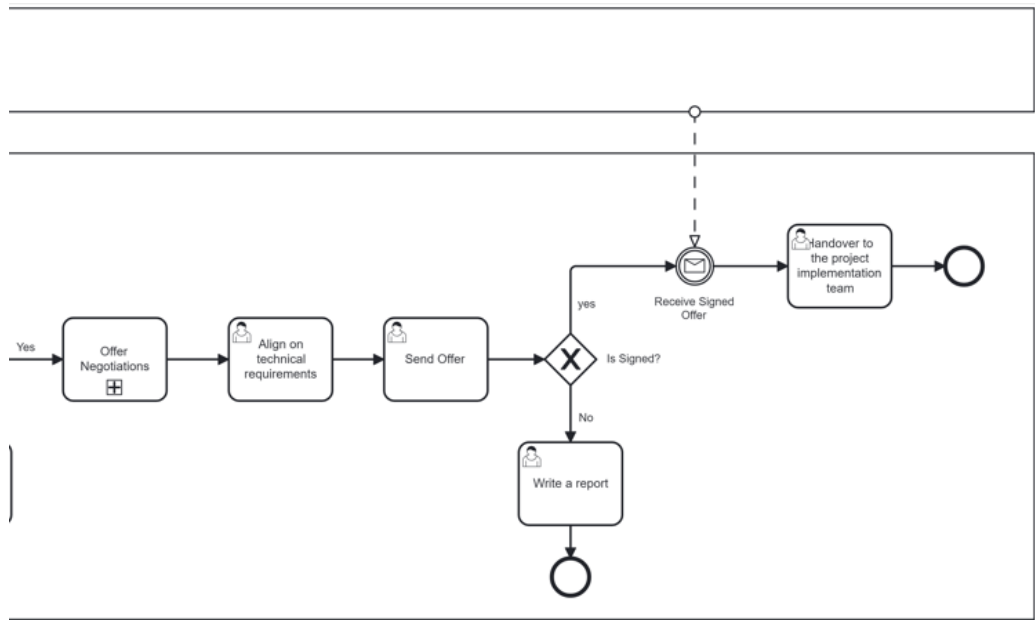 Yes
Offer
Negotiations
Align on
technical
requirements
Send Offer
yes
Is Signed?
No
Write a report
Receive Signed
Offer
Handover to
the project
implementation
team